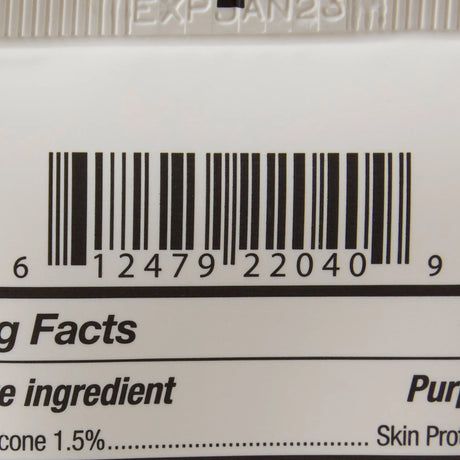 EXP JAN23
6 12479 22040 9
g Facts
e ingredient Purp
cone 1.5%.......................................... Skin Prot